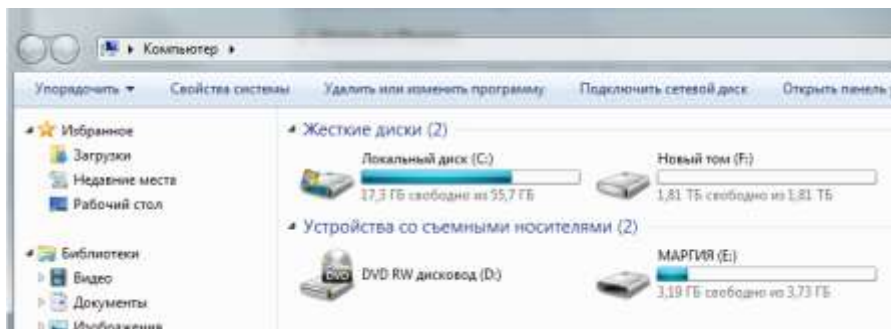 Компьютер
Упорядочить Свойства системы Удалить или изменить программу Подключить сетевой диск Открыть панель
Избранное
Загрузки
Недавние места
Рабочий стол
Библиотеки
Видео
Документы
Изображения
Жесткие диски (2)
Локальный диск (C:)
17,3 ГБ свободно из 55,7 ГБ
Новый том (F:)
1,81 ТБ свободно из 1,81 ТБ
Устройства со съемными носителями (2)
DVD
DVD RW дисковод (D:)
МАРГИЯ (E:)
3,19 ГБ свободно из 3,73 ГБ